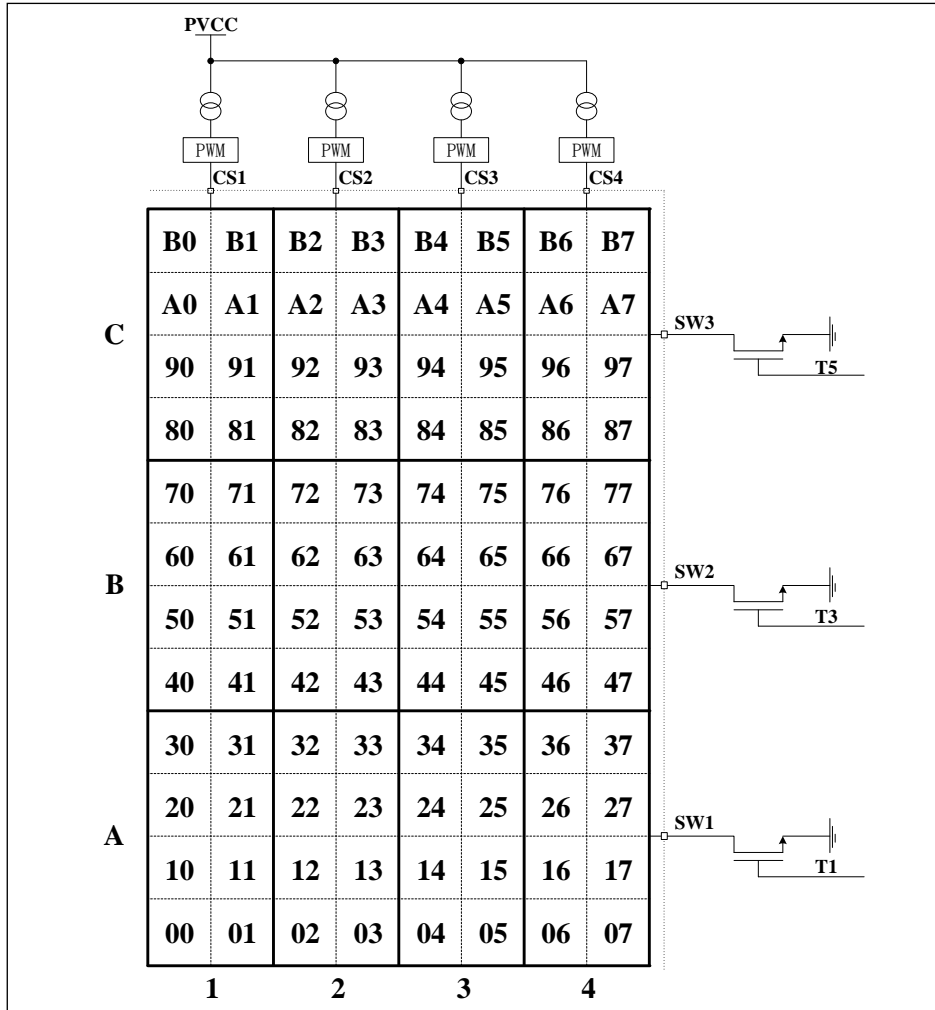 PVCC
PWM PWM PWM PWM
CS1 CS2 CS3 CS4
B0 B1 B2 B3 B4 B5 B6 B7
A0 A1 A2 A3 A4 A5 A6 A7
C SW3
90 91 92 93 94 95 96 97
T5
80 81 82 83 84 85 86 87
70 71 72 73 74 75 76 77
60 61 62 63 64 65 66 67
B SW2
50 51 52 53 54 55 56 57
T3
40 41 42 43 44 45 46 47
30 31 32 33 34 35 36 37
20 21 22 23 24 25 26 27
A SW1
10 11 12 13 14 15 16 17
T1
00 01 02 03 04 05 06 07
1 2 3 4